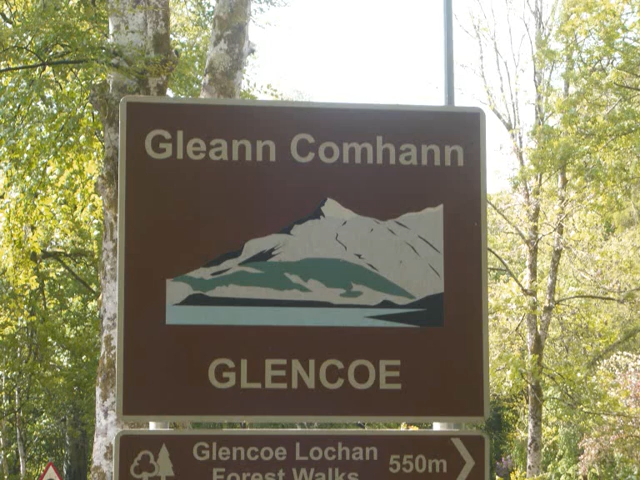 Gleann Comhann
GLENCOE
Glencoe Lochan
Forest Walks
550m